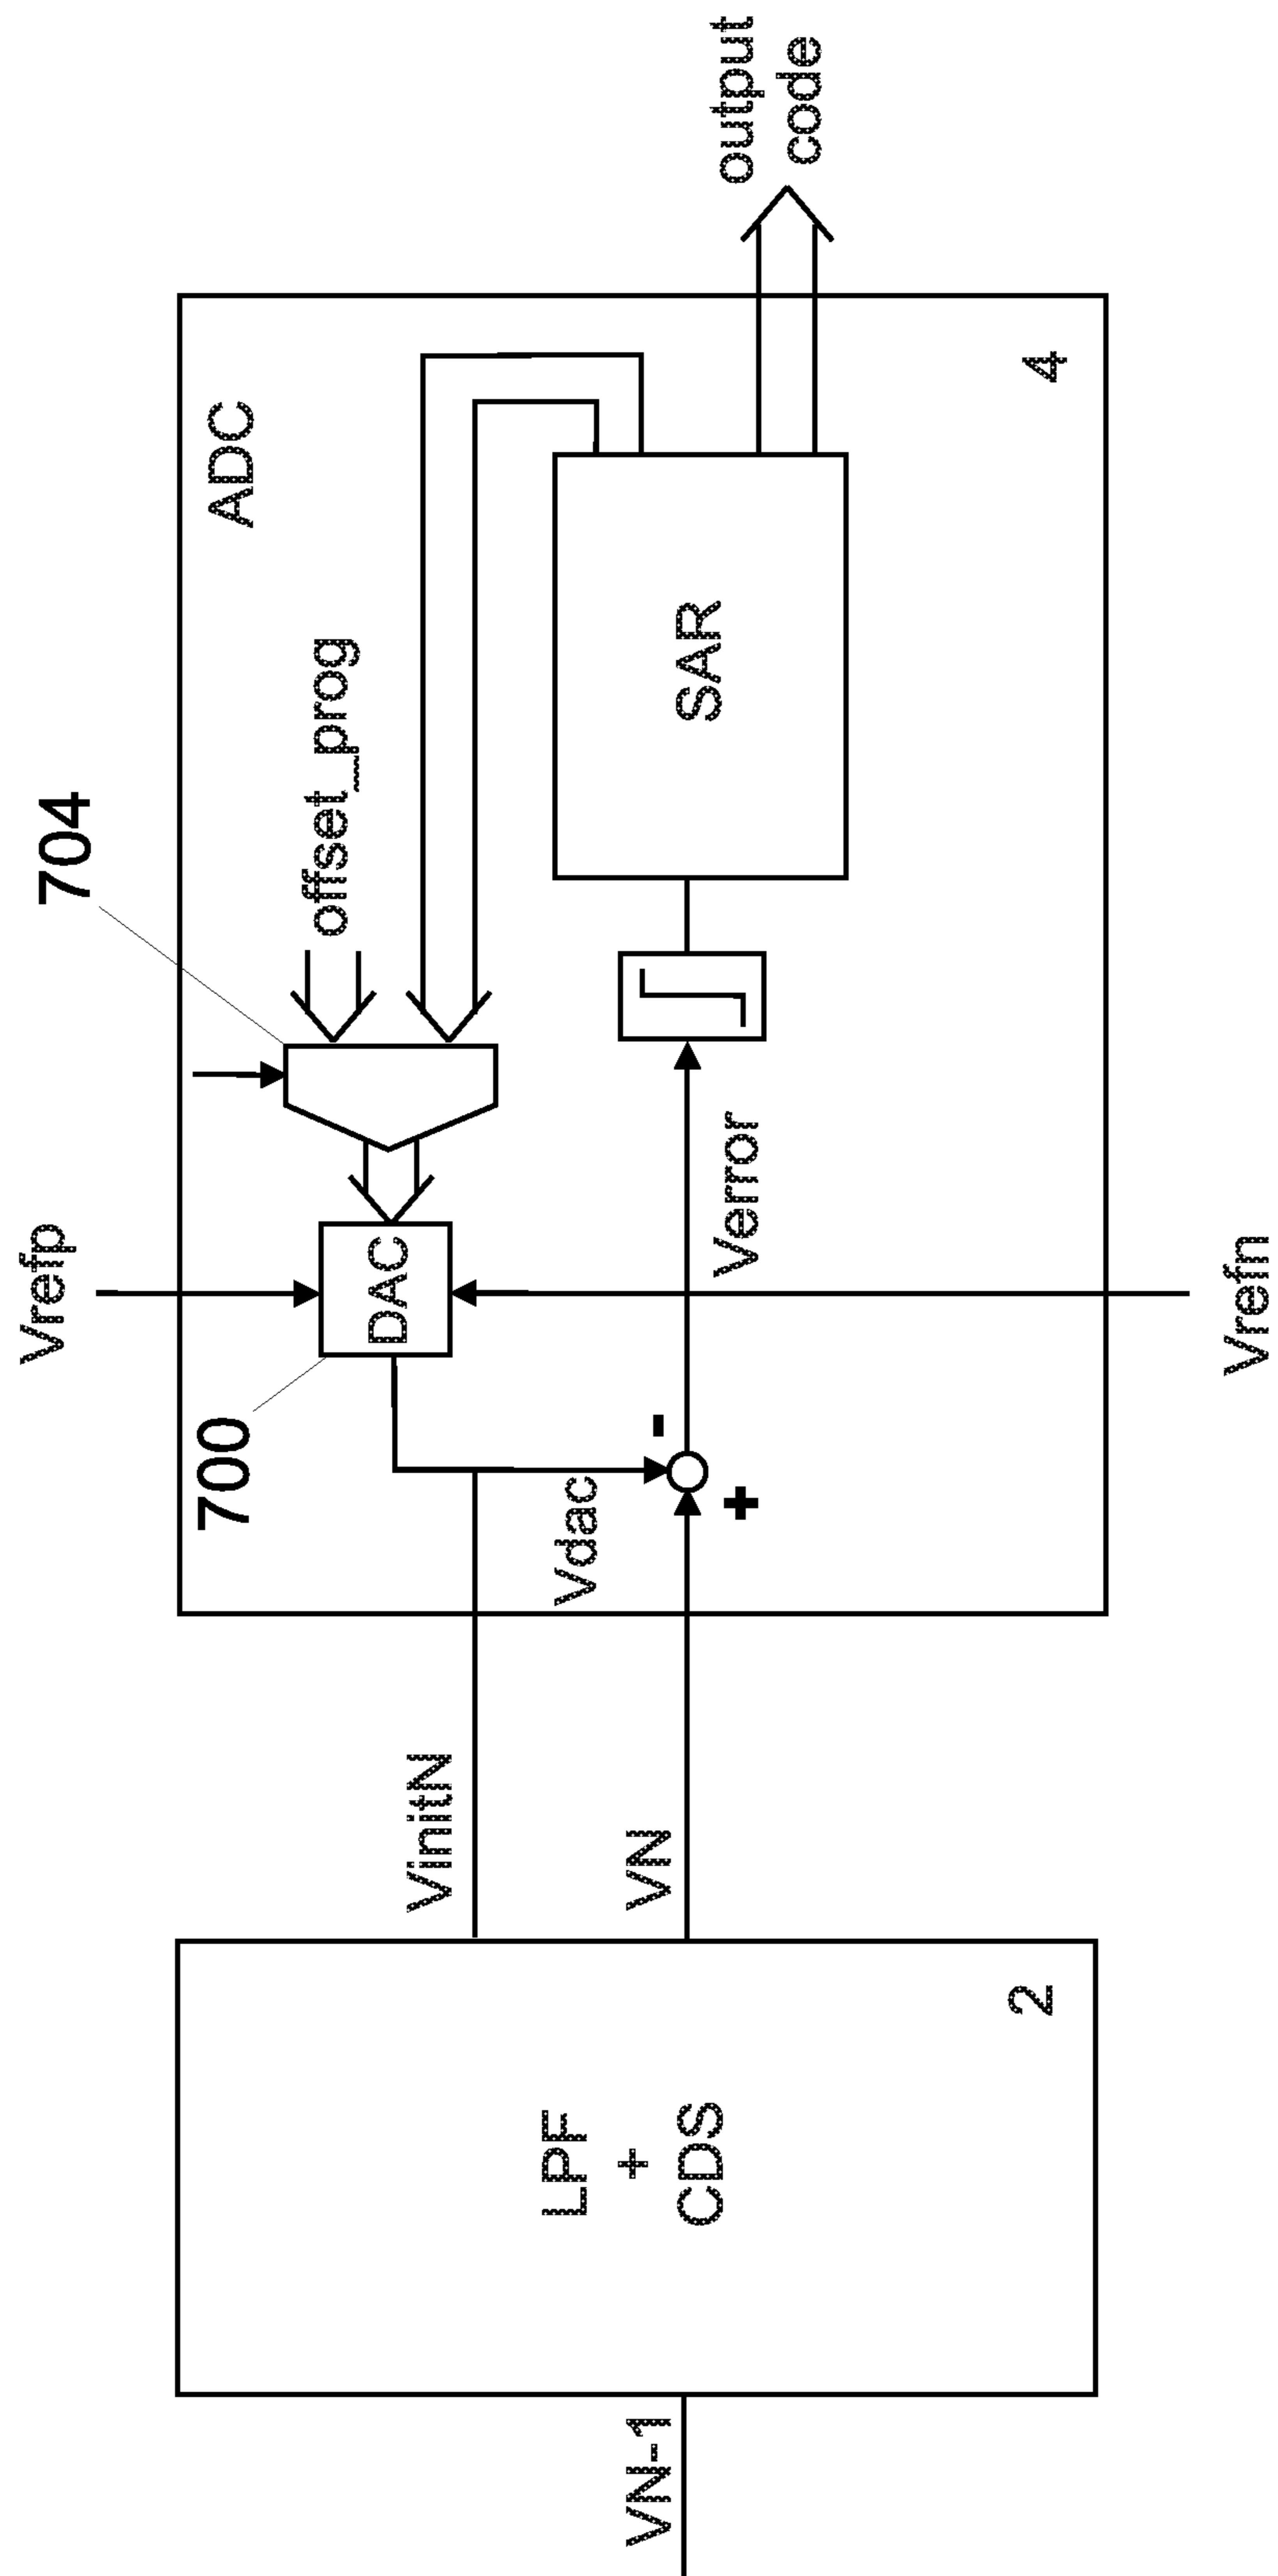 VN-1
LPF
+
CDS
2
VinitN
VN
ADC
4
700
704
Vrefp
Vrefn
DAC
offset_prog
Vdac
-
+
Verror
SAR
output
code